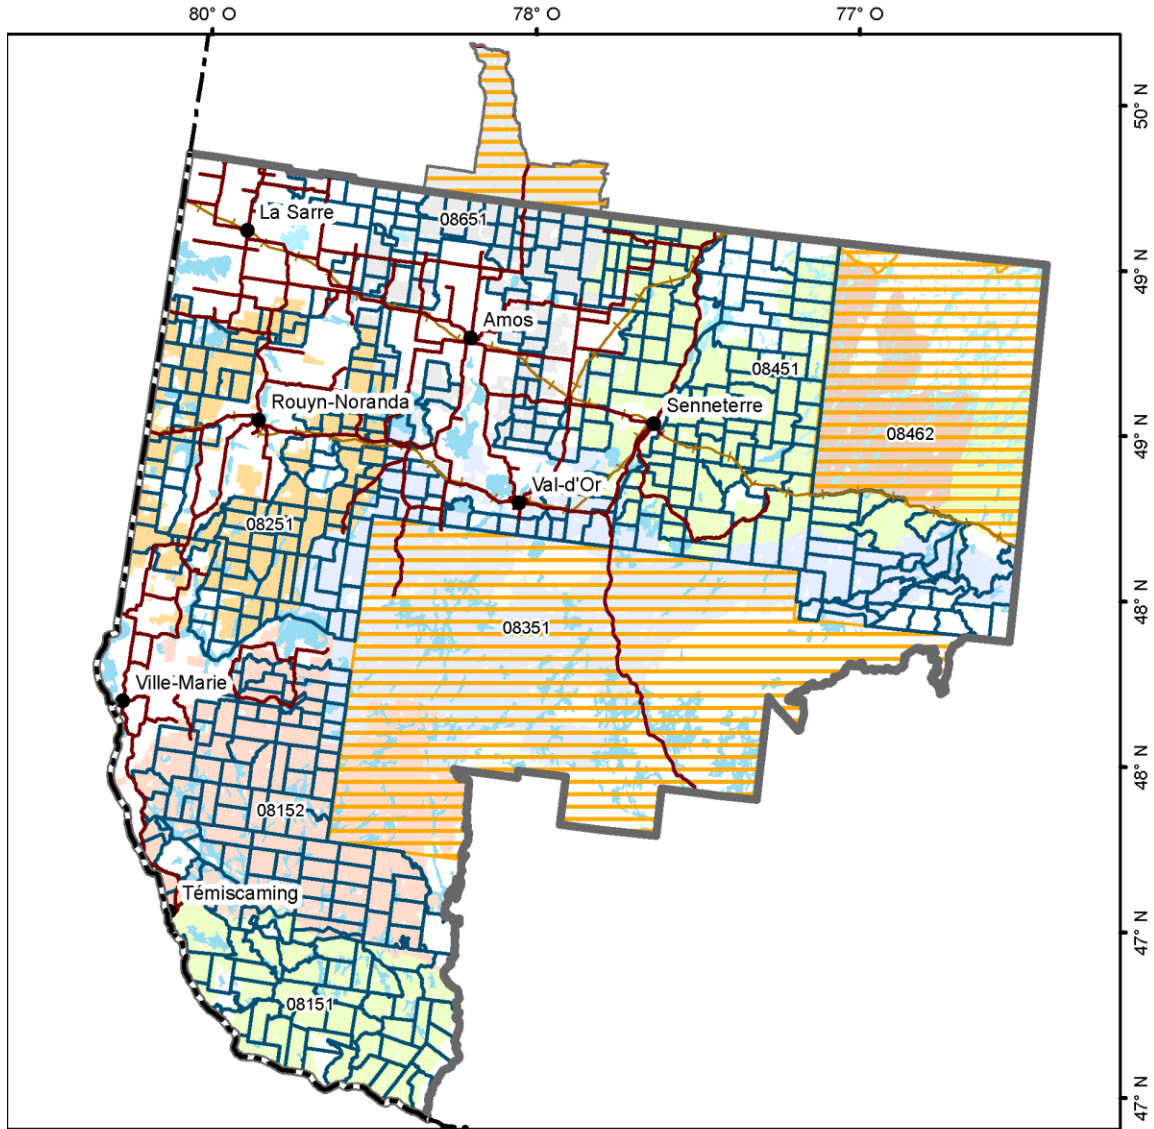 80° O
78° O
77° O
50° N
La Sarre
08651
49° N
Amos
08451
Rouyn-Noranda
Senneterre
08462
49° N
Val-d'Or
08251
48° N
08351
Ville-Marie
48° N
08152
Témiscaming
47° N
08151
47° N